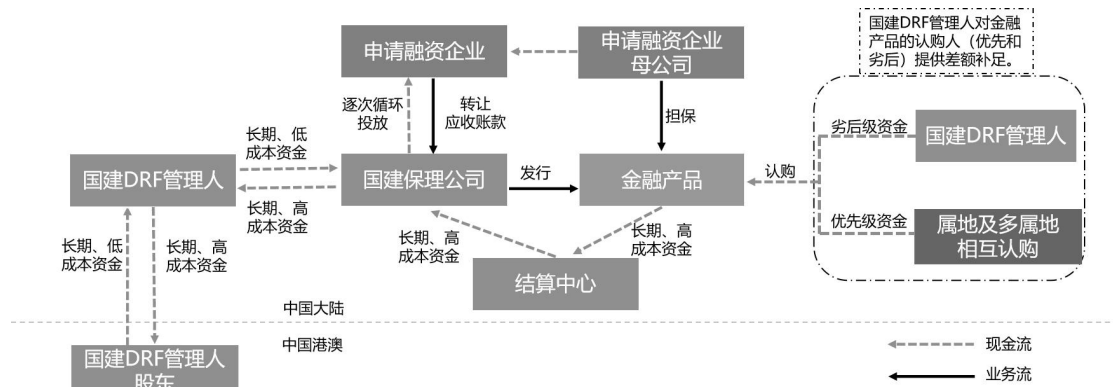 国建DRF管理人对金融
产品的认购人（优先和
劣后）提供差额补足。
申请融资企业
申请融资企业
母公司
逐次循环
投放
转让
应收账款
担保
劣后级资金
国建DRF管理人
长期、低
成本资金
国建DRF管理人
国建保理公司
发行
金融产品
认购
长期、高
成本资金
优先级资金
属地及多属地
相互认购
长期、低
成本资金
长期、高
成本资金
长期、高
成本资金
长期、高
成本资金
结算中心
中国大陆
中国港澳
国建DRF管理人
股东
现金流
业务流